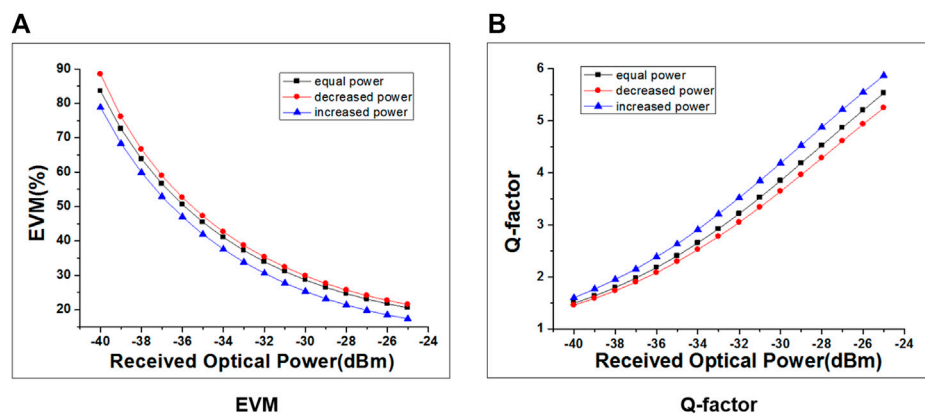 A
90
80
70
60
50
40
30
20
EVM(%)
equal power
decreased power
increased power
-40 -38 -36 -34 -32 -30 -28 -26 -24
Received Optical Power(dBm)
EVM
B
6
5
4
3
2
1
Q-factor
equal power
decreased power
increased power
-40 -38 -36 -34 -32 -30 -28 -26 -24
Received Optical Power(dBm)
Q-factor